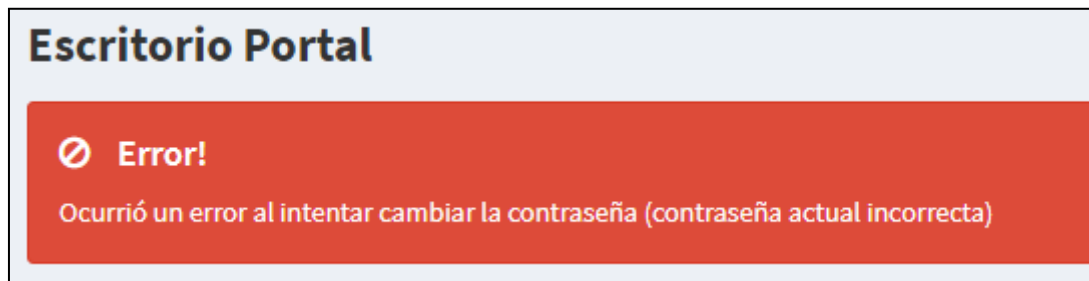 Escritorio Portal
Error!
Ocurrió un error al intentar cambiar la contraseña (contraseña actual incorrecta)